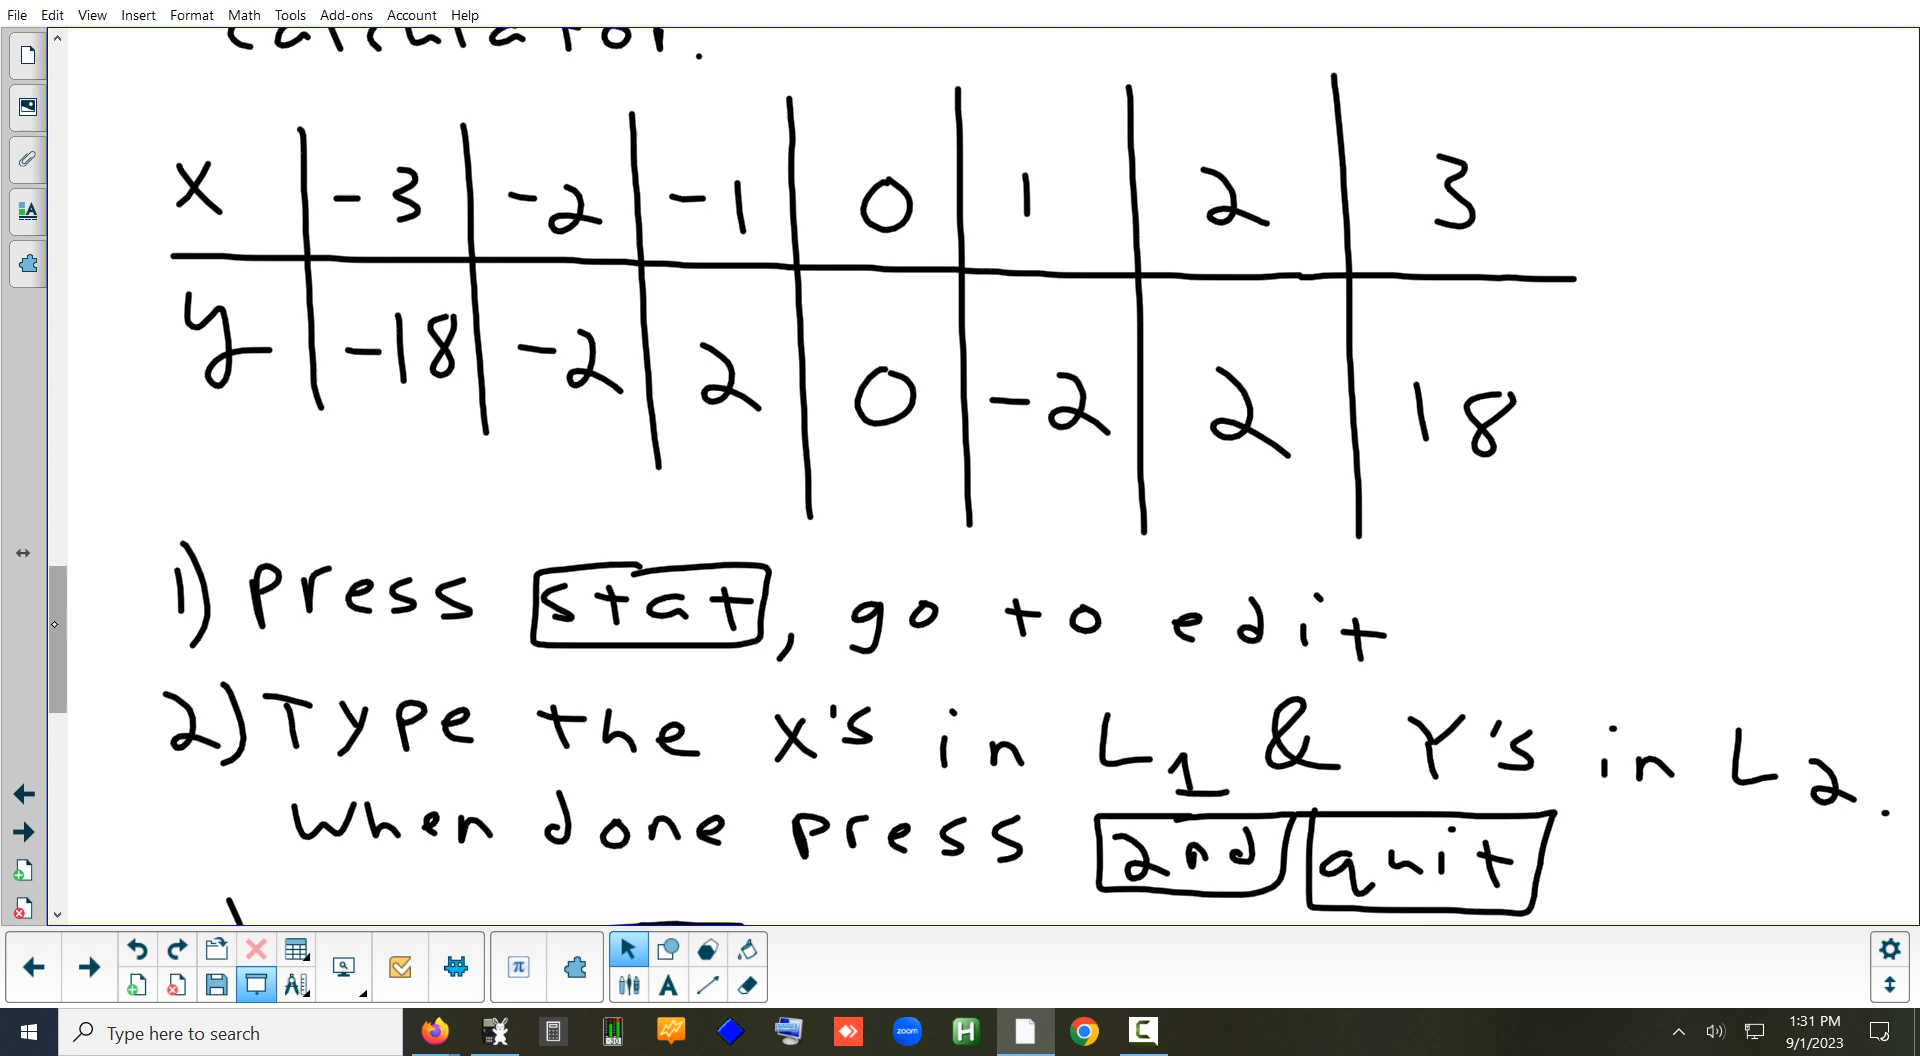 File Edit View Insert Format Math Tools Add-ons Account Help
calculator.
x -3 -2 -1 0 1 2 3
y -18 -2 2 0 -2 2 18
1) press stat, go to edit
2) Type the x's in L1 & Y's in L2.
when done press 2nd quit
Type here to search
zoom
1:31 PM
9/1/2023